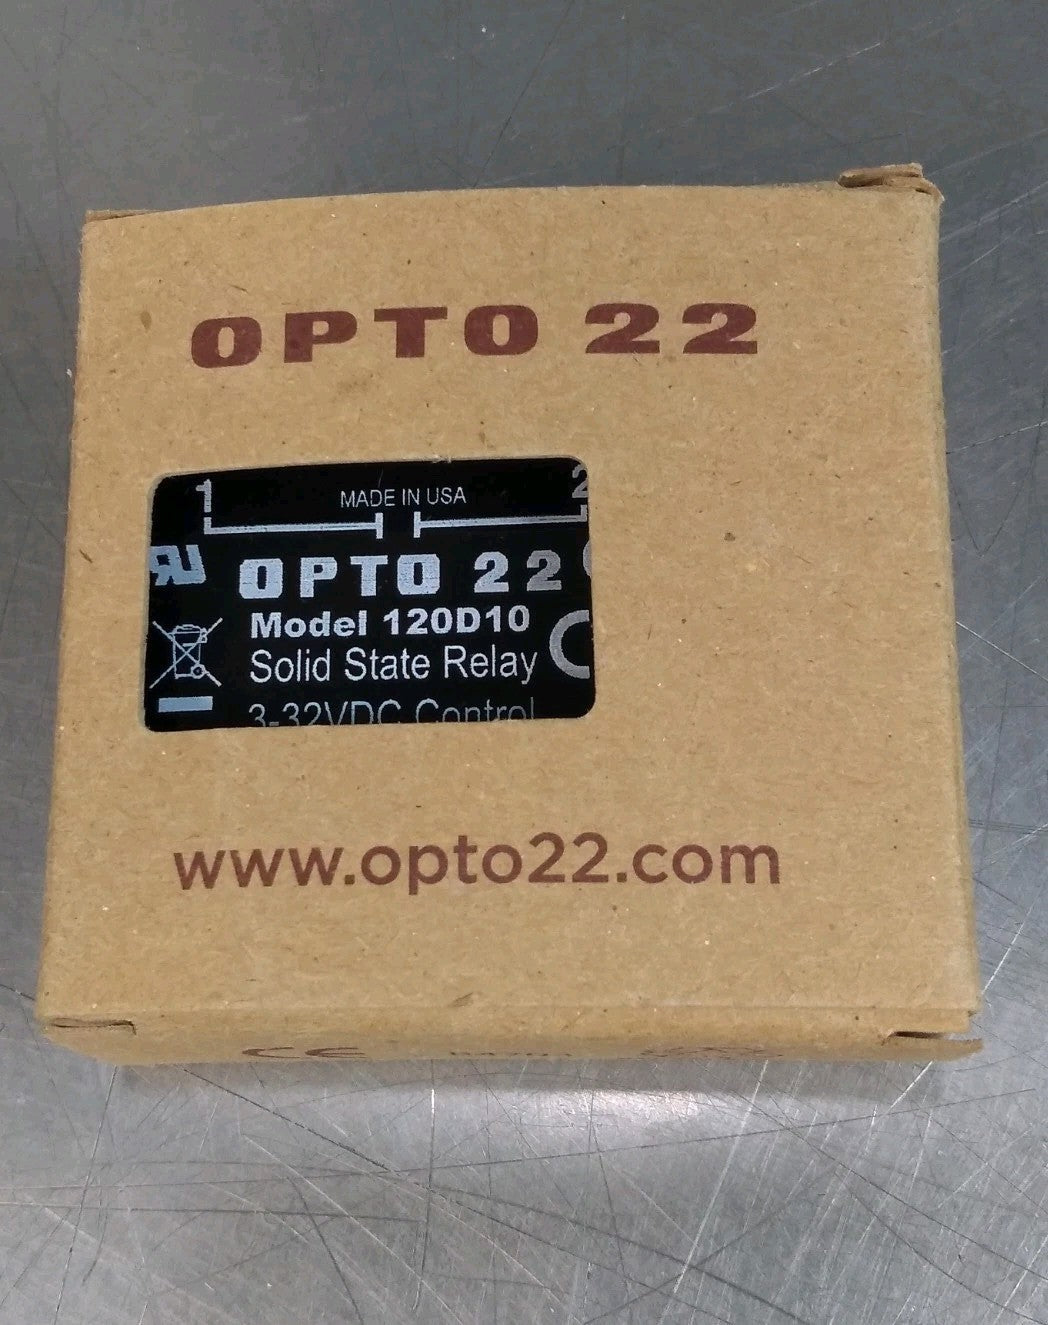 OPTO 22
1 MADE IN USA 2
OPTO 22
Model 120D10
Solid State Relay
3-32VDC Control
www.opto22.com
CE